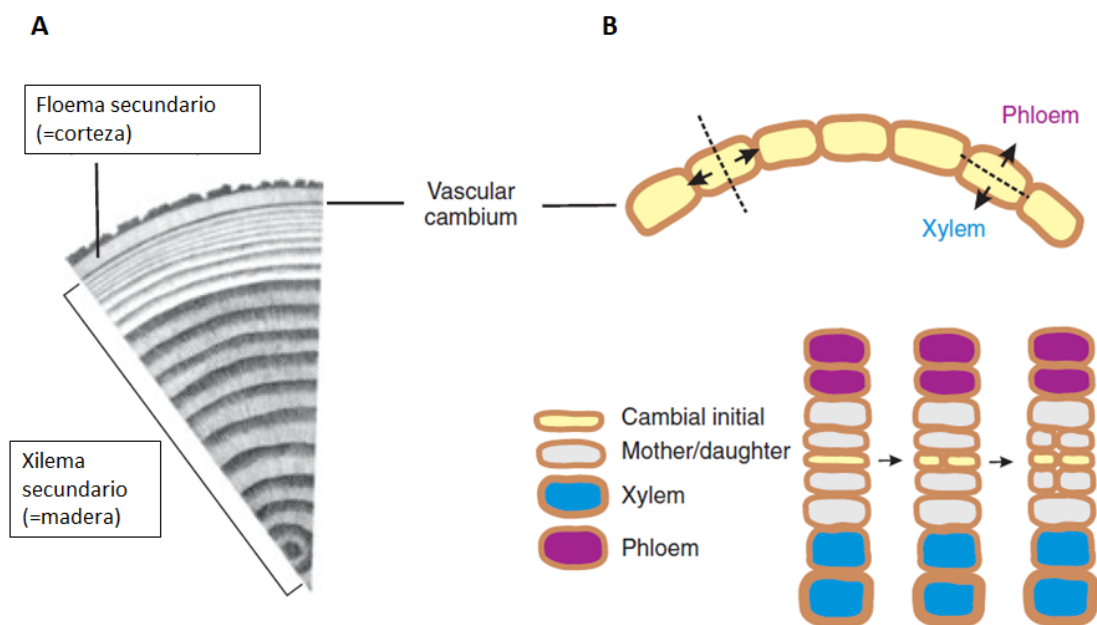 A
B
Floema secundario
(=corteza)
Phloem
Vascular
cambium
Xylem
Xilema
secundario
(=madera)
Cambial initial
Mother/daughter
Xylem
Phloem